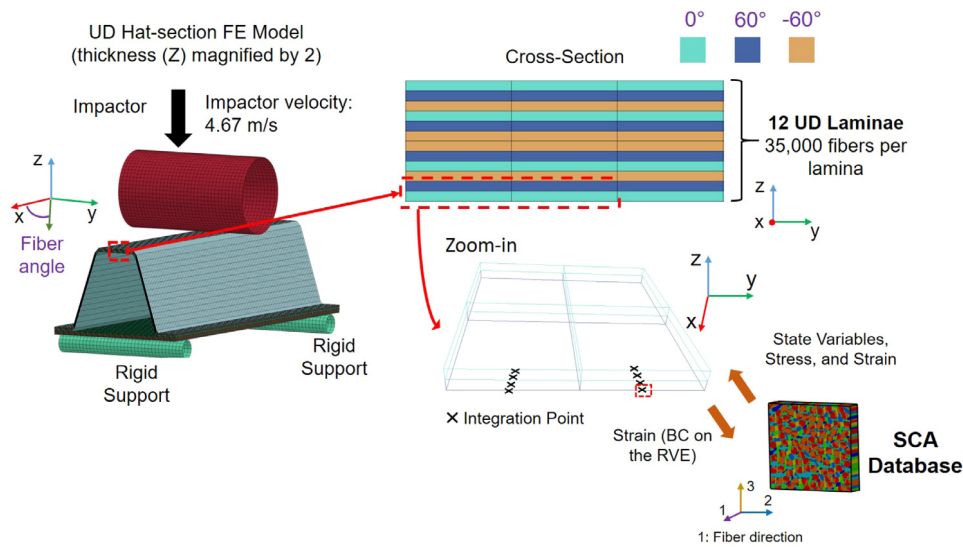 UD Hat-section FE Model
(thickness (Z) magnified by 2)
Impactor
Impactor velocity:
4.67 m/s
z
x
y
Fiber
angle
Rigid
Support
Rigid
Support
0° 60° -60°
Cross-Section
12 UD Laminae
35,000 fibers per
lamina
z
x
y
Zoom-in
z
y
x
× Integration Point
State Variables,
Stress, and Strain
Strain (BC on
the RVE)
SCA
Database
3
2
1
1: Fiber direction